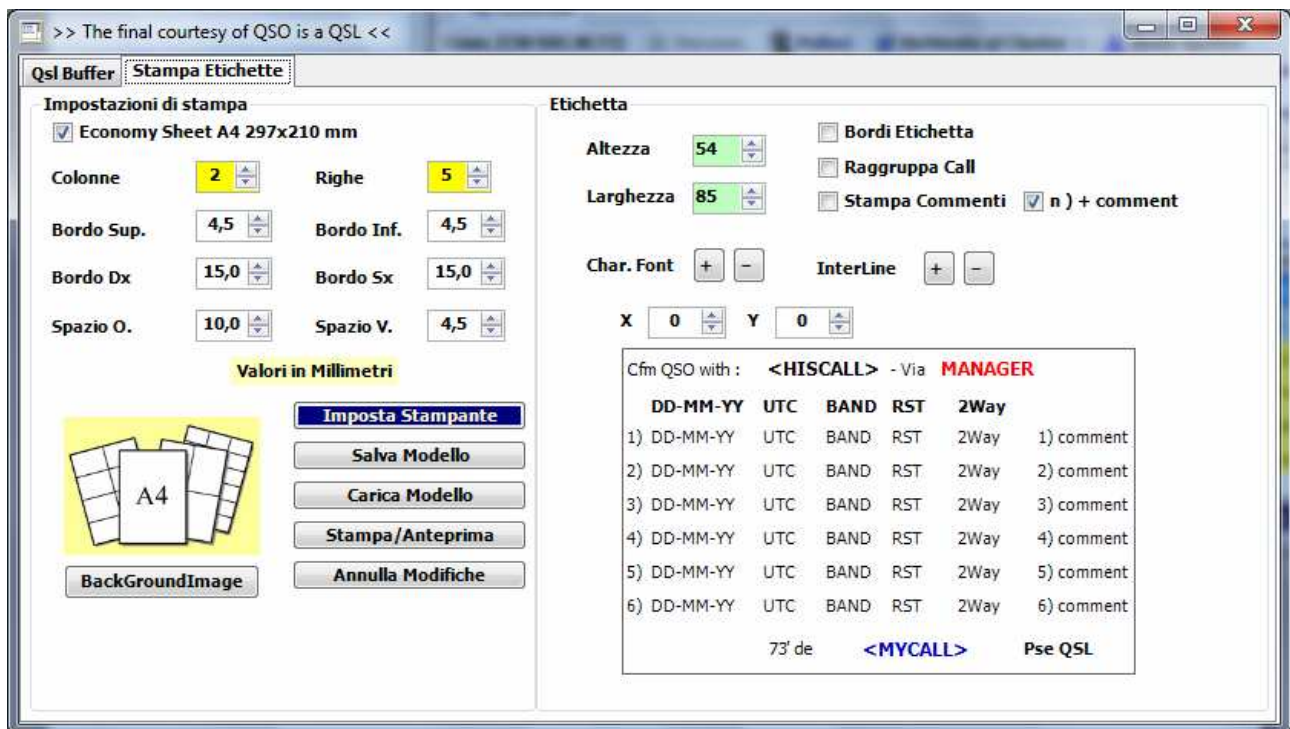 >> The final courtesy of QSO is a QSL <<
Qsl Buffer Stampa Etichette
Impostazioni di stampa
Economy Sheet A4 297x210 mm
Colonne 2 Righe 5
Bordo Sup. 4,5 Bordo Inf. 4,5
Bordo Dx 15,0 Bordo Sx 15,0
Spazio O. 10,0 Spazio V. 4,5
Valori in Millimetri
A4
BackGroundImage
Imposta Stampante
Salva Modello
Carica Modello
Stampa/Anteprima
Annulla Modifiche
Etichetta
Altezza 54
Larghezza 85
Bordi Etichetta
Raggruppa Call
Stampa Commenti n ) + comment
Char. Font + - InterLine + -
X 0 Y 0
Cfm QSO with : <HISCALL> - Via MANAGER
DD-MM-YY UTC BAND RST 2Way
1) DD-MM-YY UTC BAND RST 2Way 1) comment
2) DD-MM-YY UTC BAND RST 2Way 2) comment
3) DD-MM-YY UTC BAND RST 2Way 3) comment
4) DD-MM-YY UTC BAND RST 2Way 4) comment
5) DD-MM-YY UTC BAND RST 2Way 5) comment
6) DD-MM-YY UTC BAND RST 2Way 6) comment
73' de <MYCALL> Pse QSL